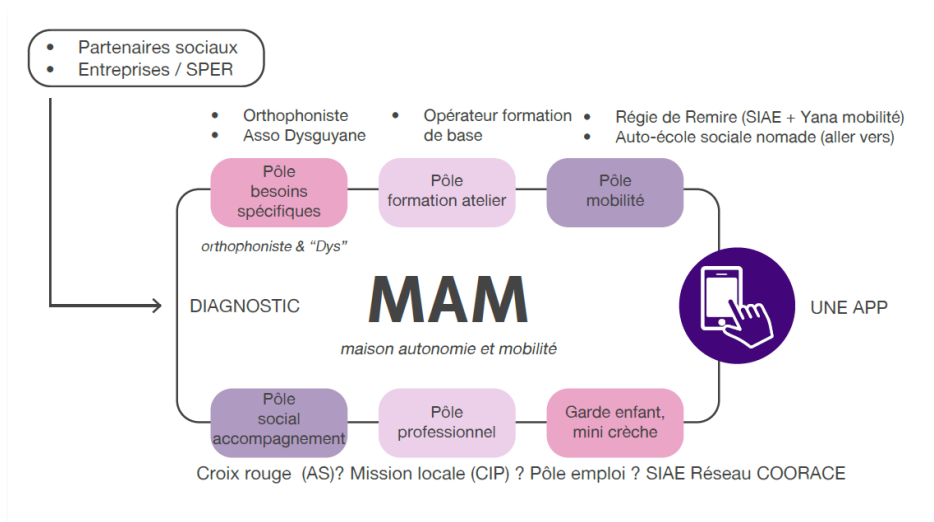 • Partenaires sociaux
• Entreprises / SPER
• Orthophoniste
• Asso Dysguyane
• Opérateur formation
de base
• Régie de Remire (SIAE + Yana mobilité)
• Auto-école sociale nomade (aller vers)
Pôle
besoins
spécifiques
Pôle
formation atelier
Pôle
mobilité
orthophoniste & “Dys”
DIAGNOSTIC
MAM
maison autonomie et mobilité
UNE APP
Pôle
social
accompagnement
Pôle
professionnel
Garde enfant,
mini crèche
Croix rouge (AS)? Mission locale (CIP) ? Pôle emploi ? SIAE Réseau COORACE